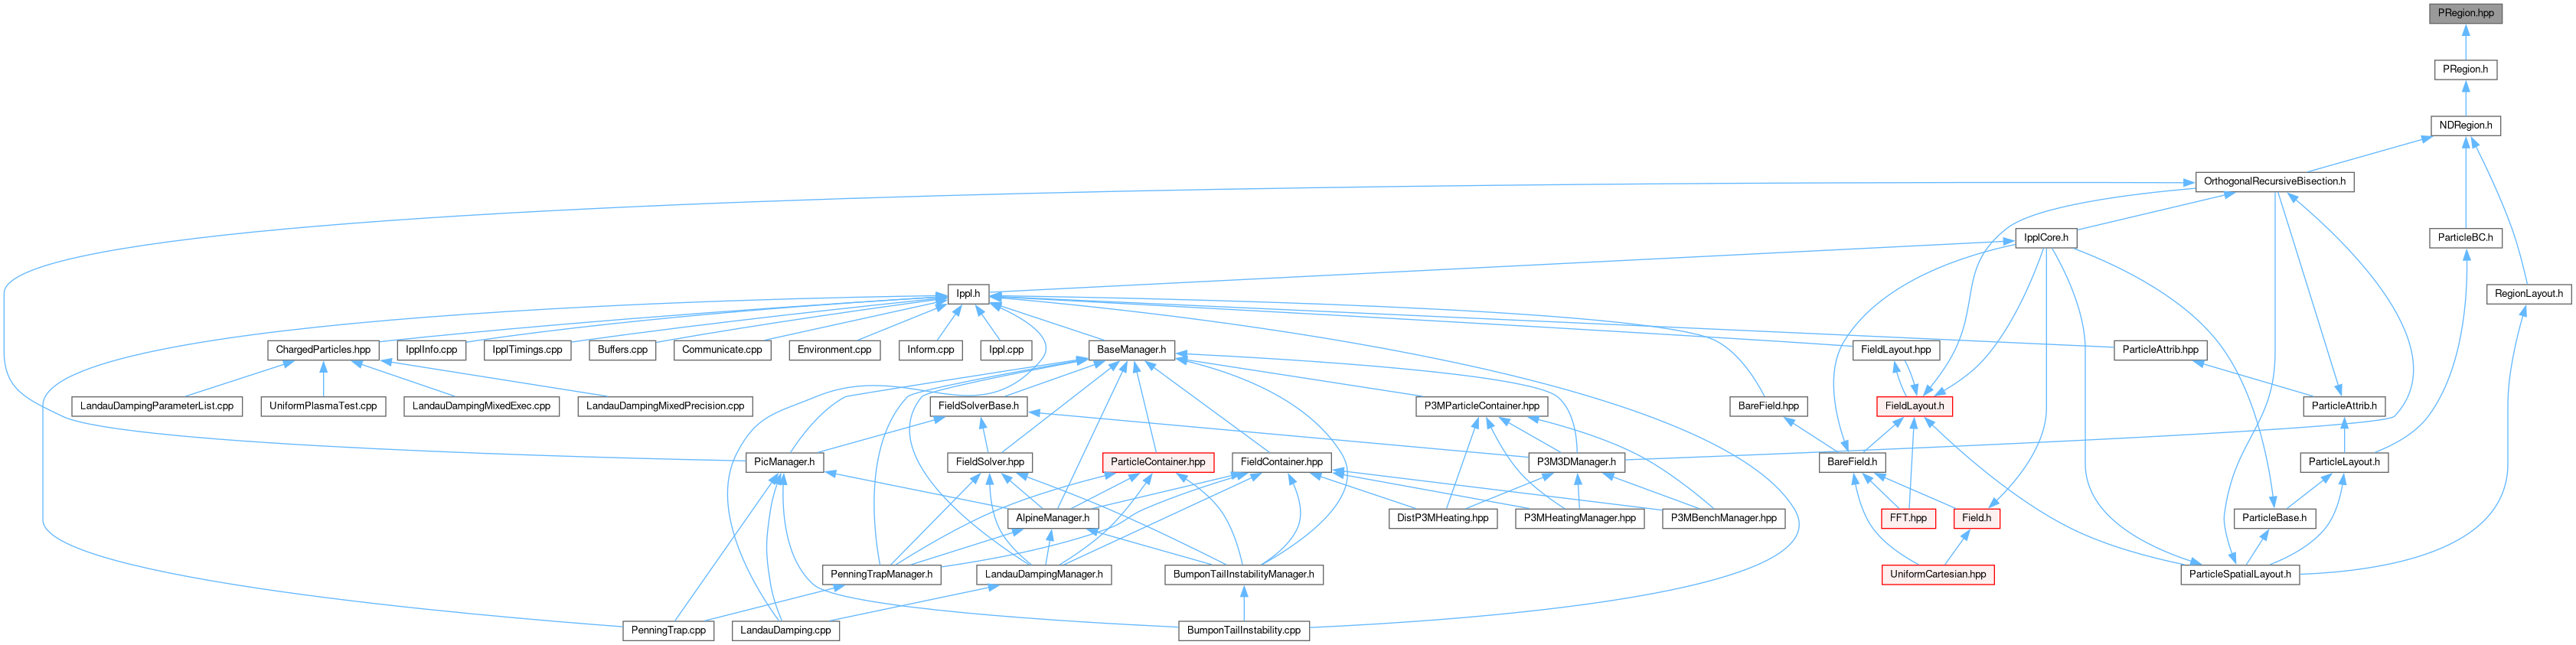 PRegion.hpp
PRegion.h
NDRegion.h
OrthogonalRecursiveBisection.h
IpplCore.h
ParticleBC.h
Ippl.h
RegionLayout.h
ChargedParticles.hpp
IpplInfo.cpp
IpplTimings.cpp
Buffers.cpp
Communicate.cpp
Environment.cpp
Inform.cpp
Ippl.cpp
BaseManager.h
FieldLayout.hpp
ParticleAttrib.hpp
LandauDampingParameterList.cpp
UniformPlasmaTest.cpp
LandauDampingMixedExec.cpp
LandauDampingMixedPrecision.cpp
FieldSolverBase.h
P3MParticleContainer.hpp
BareField.hpp
FieldLayout.h
ParticleAttrib.h
PicManager.h
FieldSolver.hpp
ParticleContainer.hpp
FieldContainer.hpp
P3M3DManager.h
BareField.h
ParticleLayout.h
AlpineManager.h
DistP3MHeating.hpp
P3MHeatingManager.hpp
P3MBenchManager.hpp
FFT.hpp
Field.h
ParticleBase.h
PenningTrapManager.h
LandauDampingManager.h
BumponTailInstabilityManager.h
UniformCartesian.hpp
ParticleSpatialLayout.h
PenningTrap.cpp
LandauDamping.cpp
BumponTailInstability.cpp